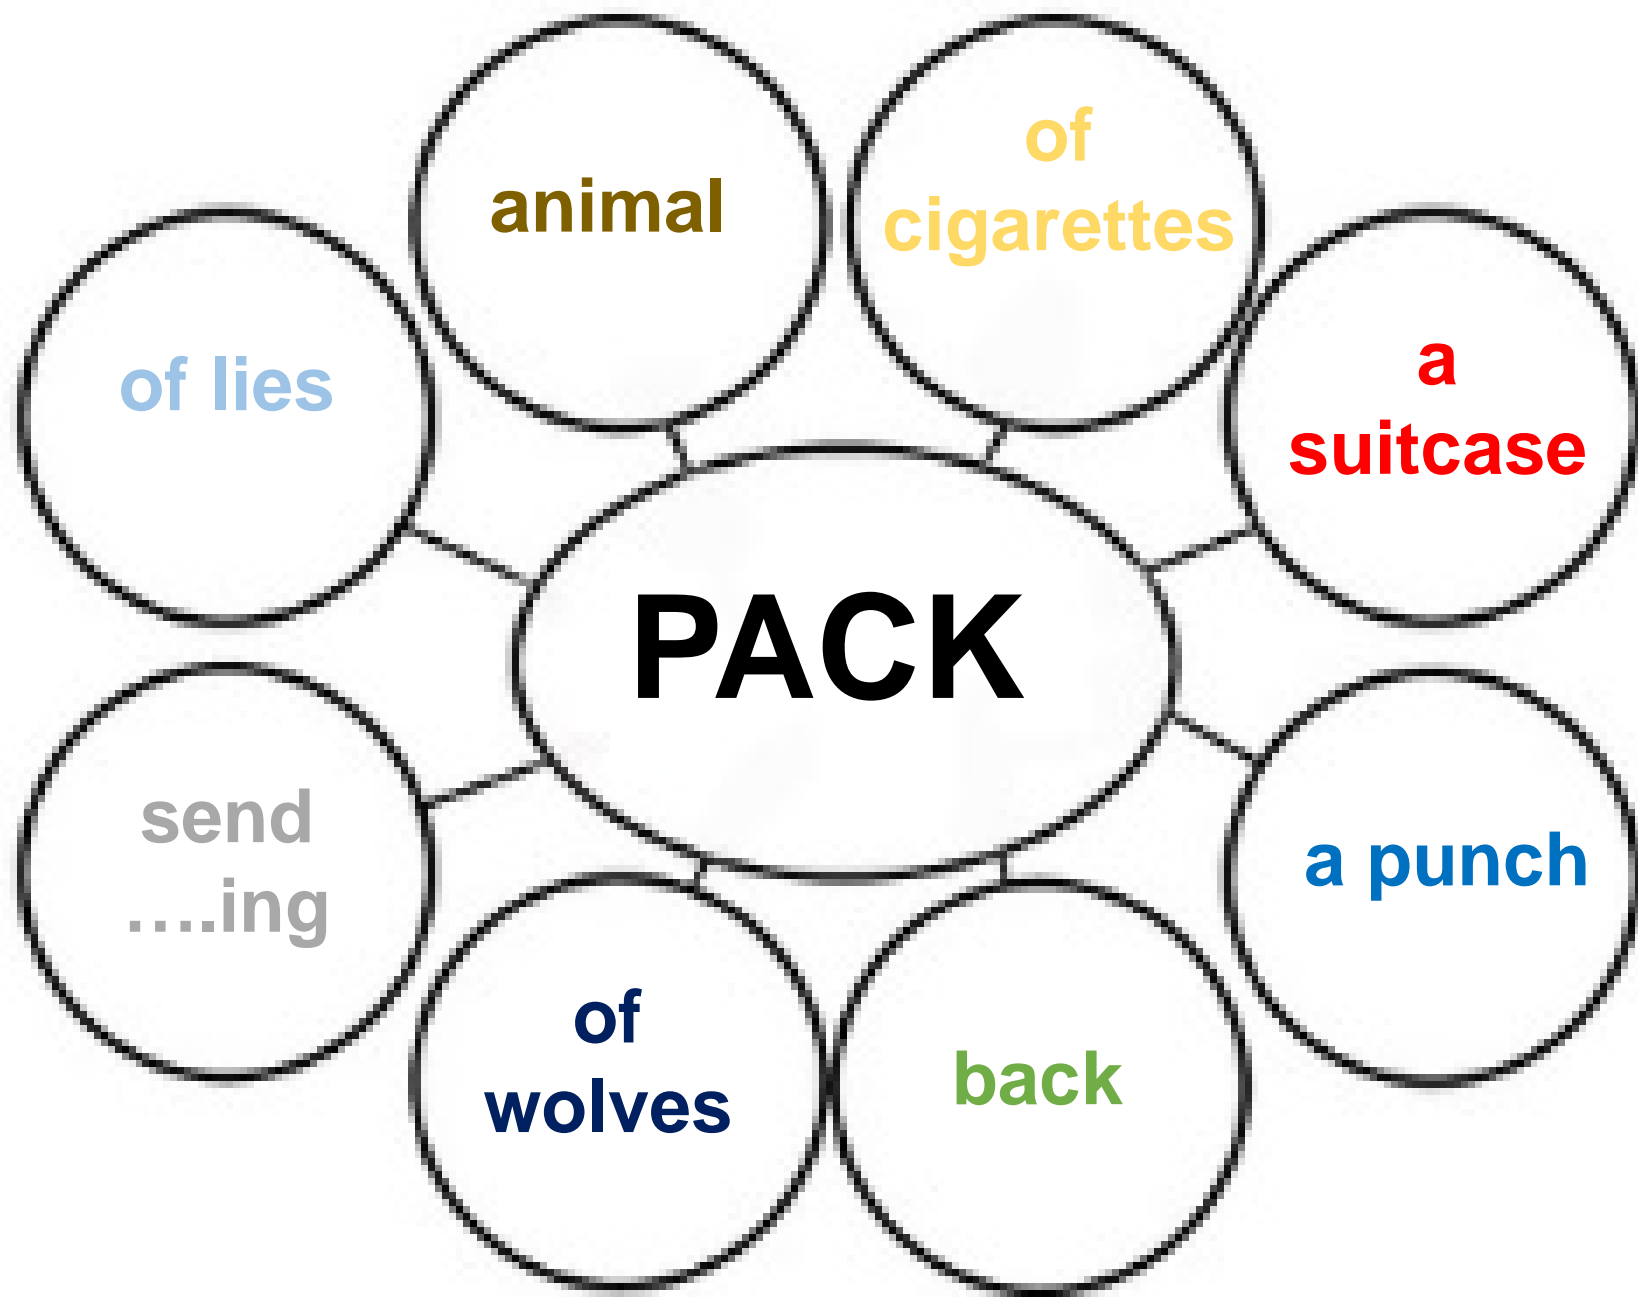 of
cigarettes
animal
a
suitcase
of lies
PACK
send
….ing
a punch
of
wolves
back